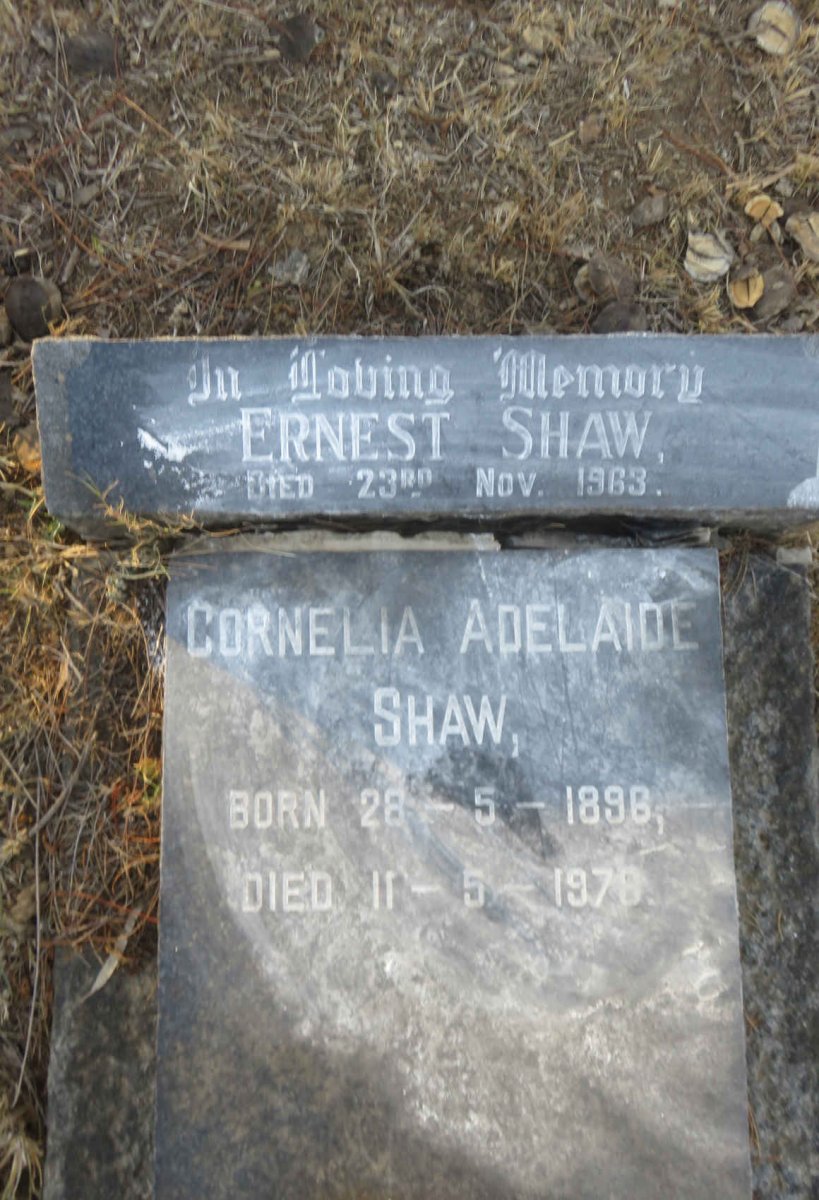 In Loving Memory
ERNEST SHAW,
DIED 23RD NOV. 1963.
CORNELIA ADELAIDE
SHAW,
BORN 28-5-1898,
DIED 11-5-1978.